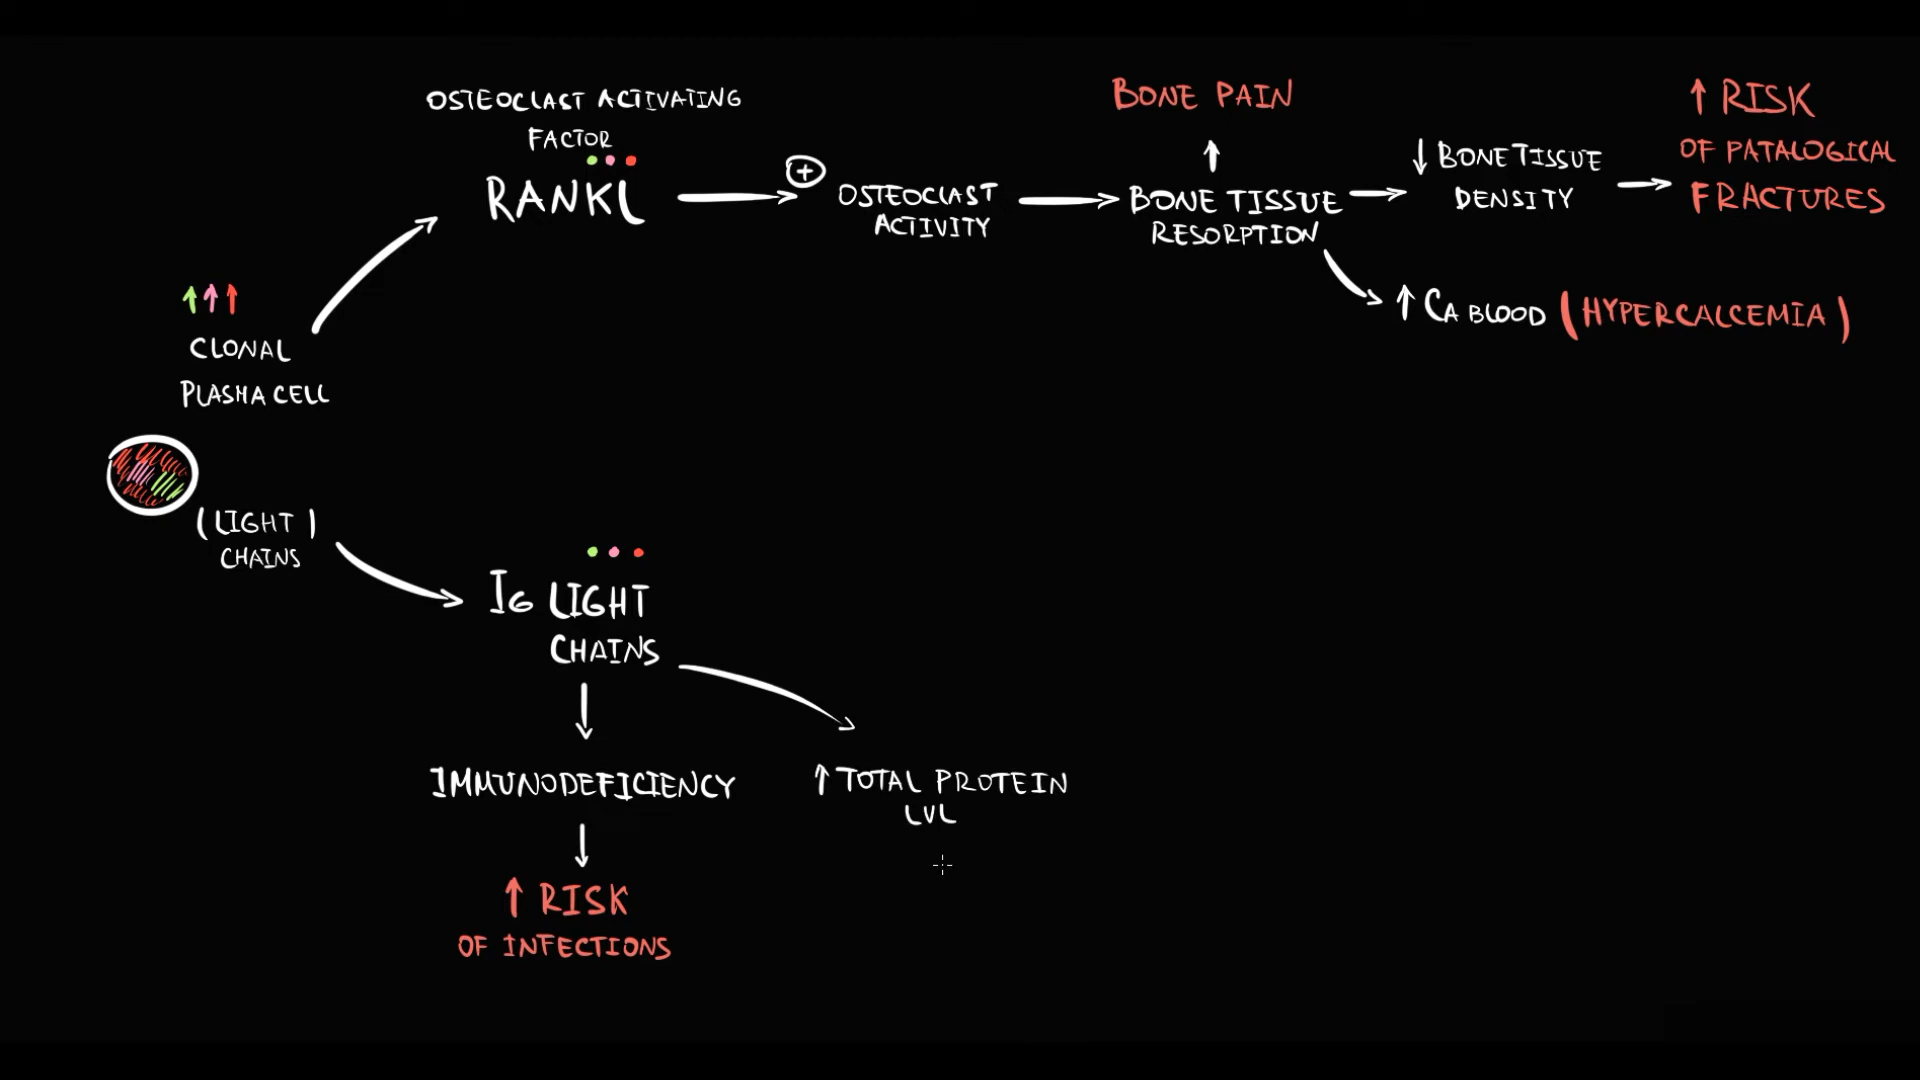 OSTEOCLAST ACTIVATING
FACTOR
RANKL
+
OSTEOCLAST
ACTIVITY
BONE PAIN
↑
BONE TISSUE
RESORPTION
↓ BONE TISSUE
DENSITY
↑ RISK
OF PATALOGICAL
FRACTURES
↑ CA BLOOD (HYPERCALCEMIA)
↑↑↑
CLONAL
PLASMA CELL
(LIGHT)
CHAINS
IG LIGHT
CHAINS
IMMUNODEFICIENCY
↑ TOTAL PROTEIN
LVL
↑ RISK
OF INFECTIONS